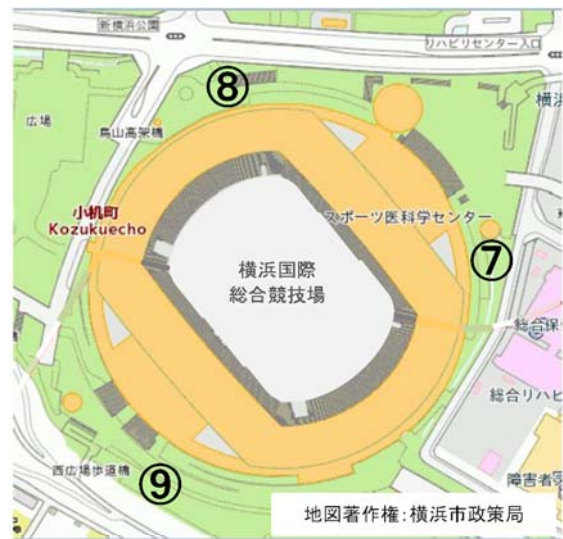 新横浜公園
リハビリセンター入口
⑧
横浜
広場
鳥山高架橋
小机町
Kozukuecho
スポーツ医科学センター
⑦
横浜国際
総合競技場
総合保
総合リハビ
西広場歩道橋
⑨
障害者ス
地図著作権:横浜市政策局